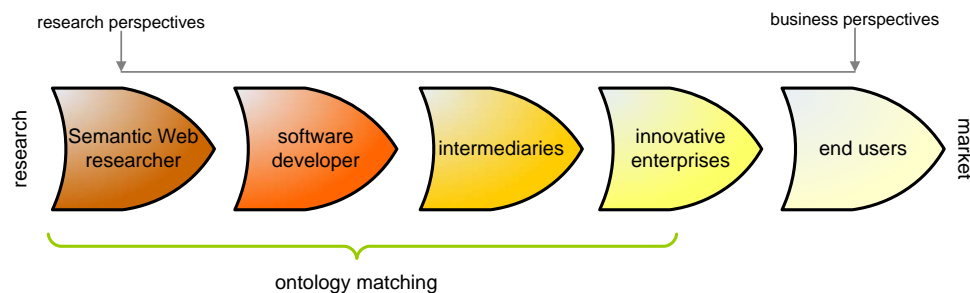 research perspectives
business perspectives
research
Semantic Web
researcher
software
developer
intermediaries
innovative
enterprises
end users
market
ontology matching